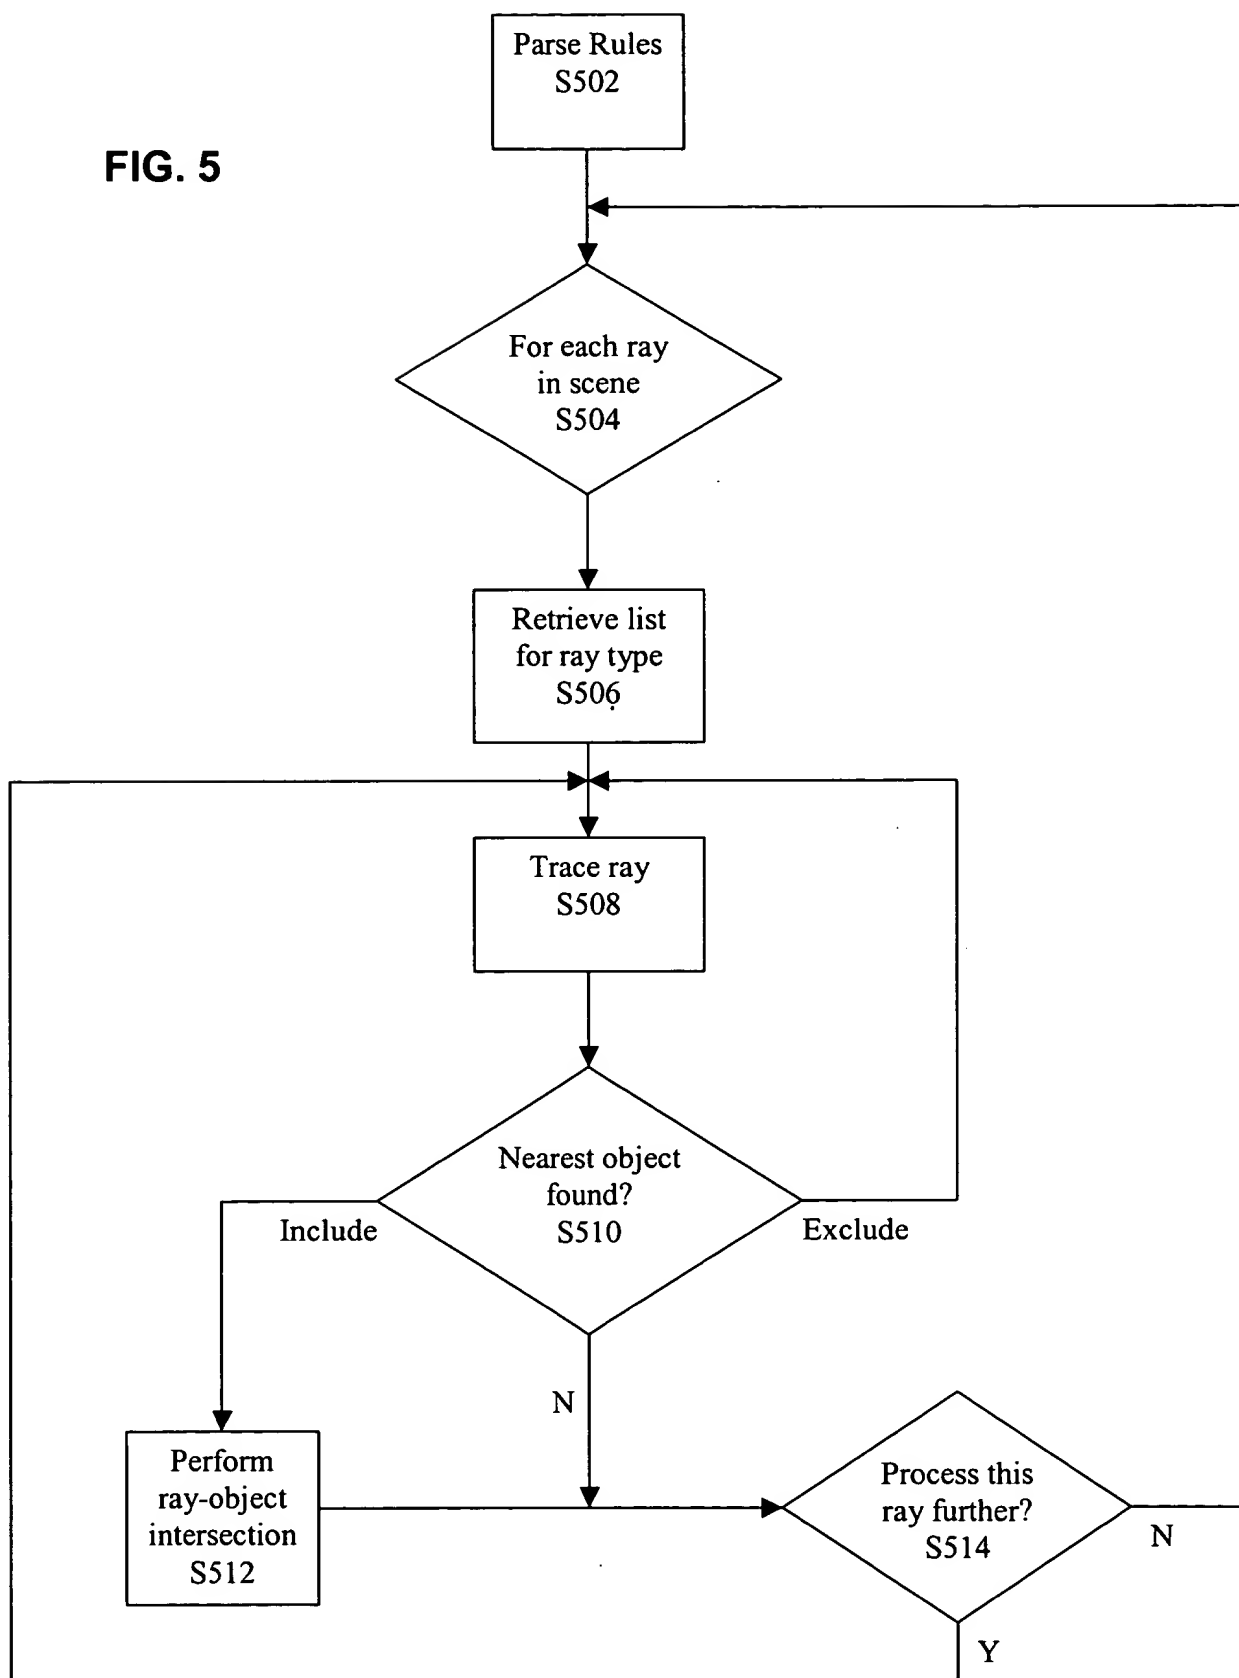 Parse Rules
S502
FIG. 5
For each ray
in scene
S504
Retrieve list
for ray type
S506
Trace ray
S508
Nearest object
found?
S510
Include
Exclude
N
Perform
ray-object
intersection
S512
Process this
ray further?
S514
N
Y